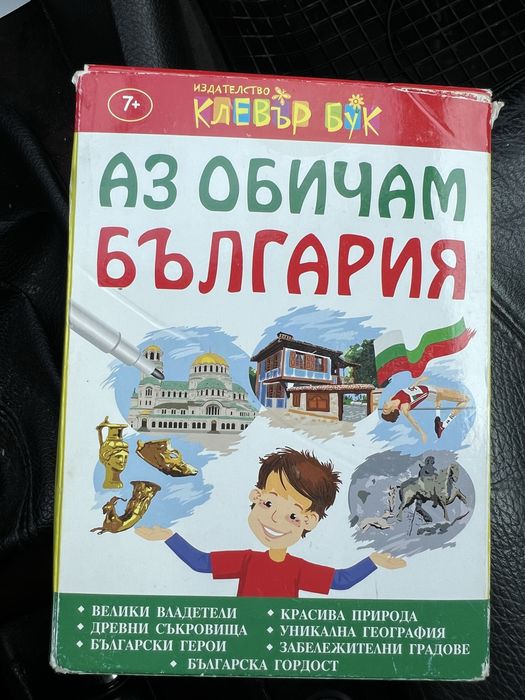 ИЗДАТЕЛСТВО
КЛЕВЪР БУК
7+
АЗ ОБИЧАМ
БЪЛГАРИЯ
• ВЕЛИКИ ВЛАДЕТЕЛИ
• ДРЕВНИ СЪКРОВИЩА
• БЪЛГАРСКИ ГЕРОИ
• КРАСИВА ПРИРОДА
• УНИКАЛНА ГЕОГРАФИЯ
• ЗАБЕЛЕЖИТЕЛНИ ГРАДОВЕ
• БЪЛГАРСКА ГОРДОСТ